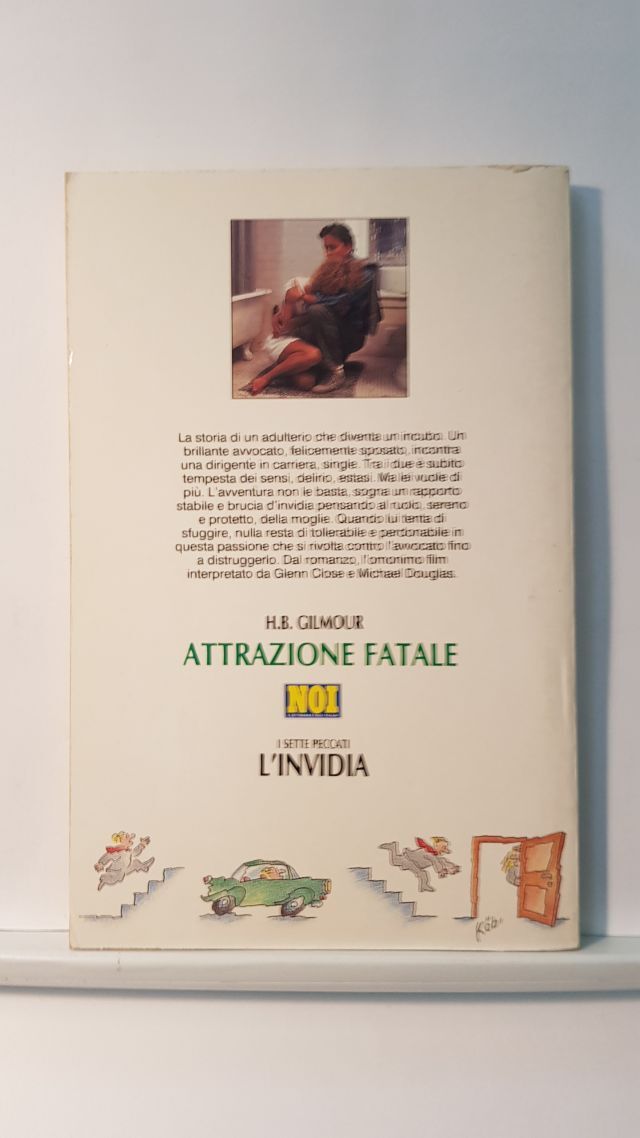 La storia di un adulterio che diventa un incubo. Un
brillante avvocato, felicemente sposato, incontra
una dirigente in carriera, single. Tra i due è subito
tempesta dei sensi, delirio, estasi. Ma lei vuole di
più. L'avventura non le basta, sogna un rapporto
stabile e brucia d'invidia pensando al ruolo, sereno
e protetto, della moglie. Quando lui tenta di
sfuggire, nulla resta di tollerabile e perdonabile in
questa passione che si rivolta contro l'avvocato fino
a distruggerlo. Dal romanzo, l'omonimo film
interpretato da Glenn Close e Michael Douglas.
H.B. GILMOUR
ATTRAZIONE FATALE
NOI
I SETTE PECCATI
L'INVIDIA